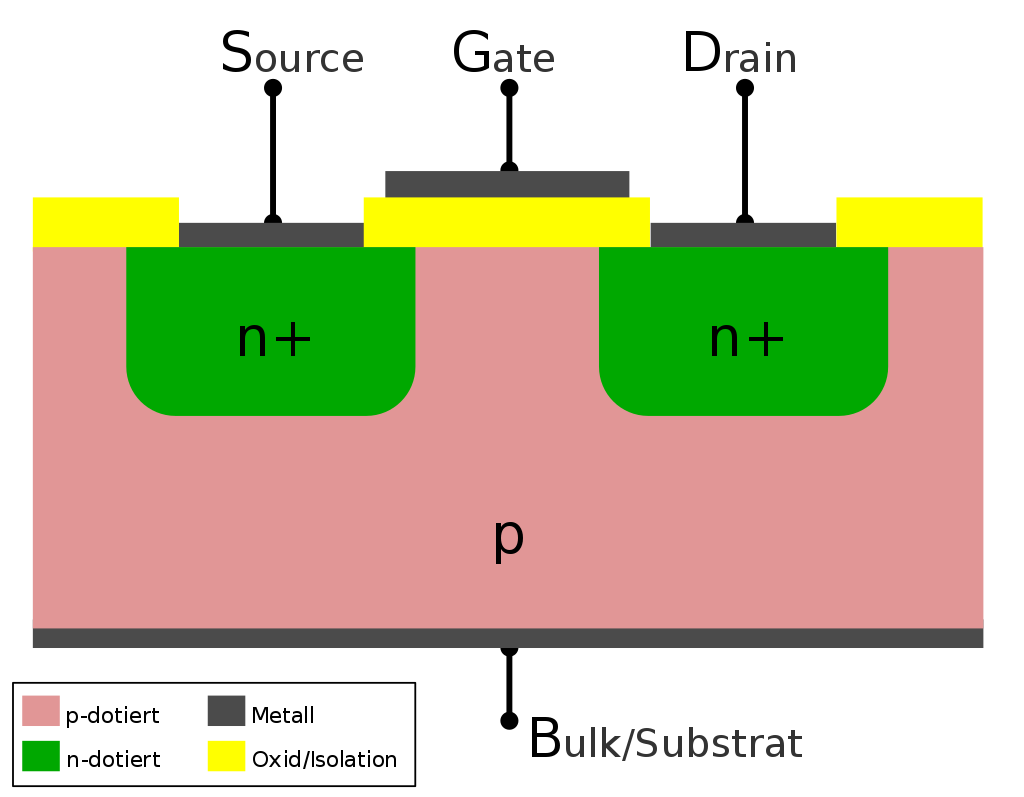 Source
Gate
Drain
n+
n+
p
Bulk/Substrat
p-dotiert
Metall
n-dotiert
Oxid/Isolation